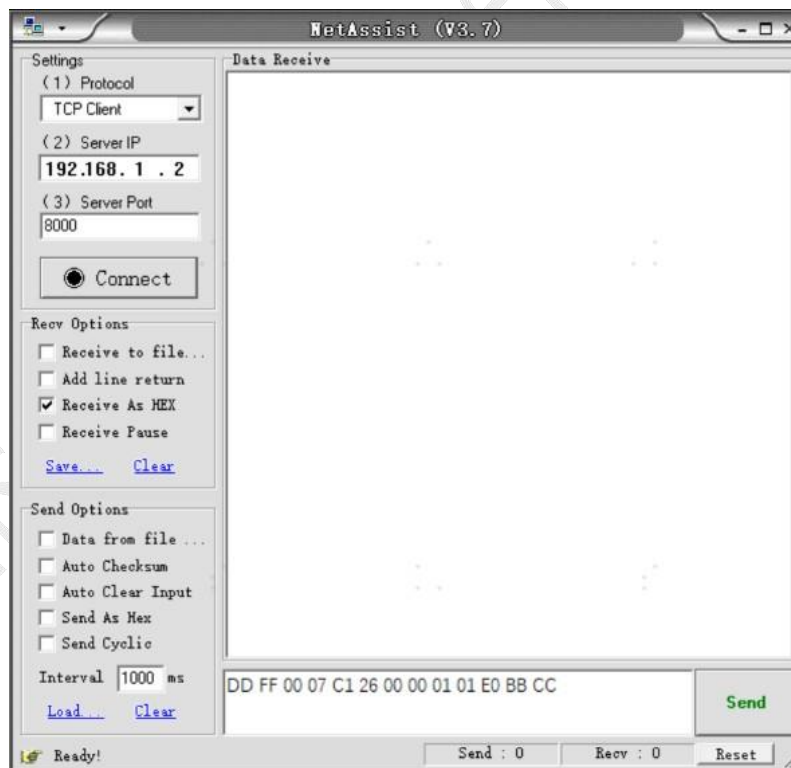 NetAssist (V3.7)
Settings
(1) Protocol
TCP Client
(2) Server IP
192.168. 1 . 2
(3) Server Port
8000
Connect
Recv Options
Receive to file...
Add line return
Receive As HEX
Receive Pause
Save... Clear
Send Options
Data from file ...
Auto Checksum
Auto Clear Input
Send As Hex
Send Cyclic
Interval 1000 ms
Load... Clear
Data Receive
DD FF 00 07 C1 26 00 00 01 01 E0 BB CC
Send
Ready!
Send : 0
Recv : 0
Reset